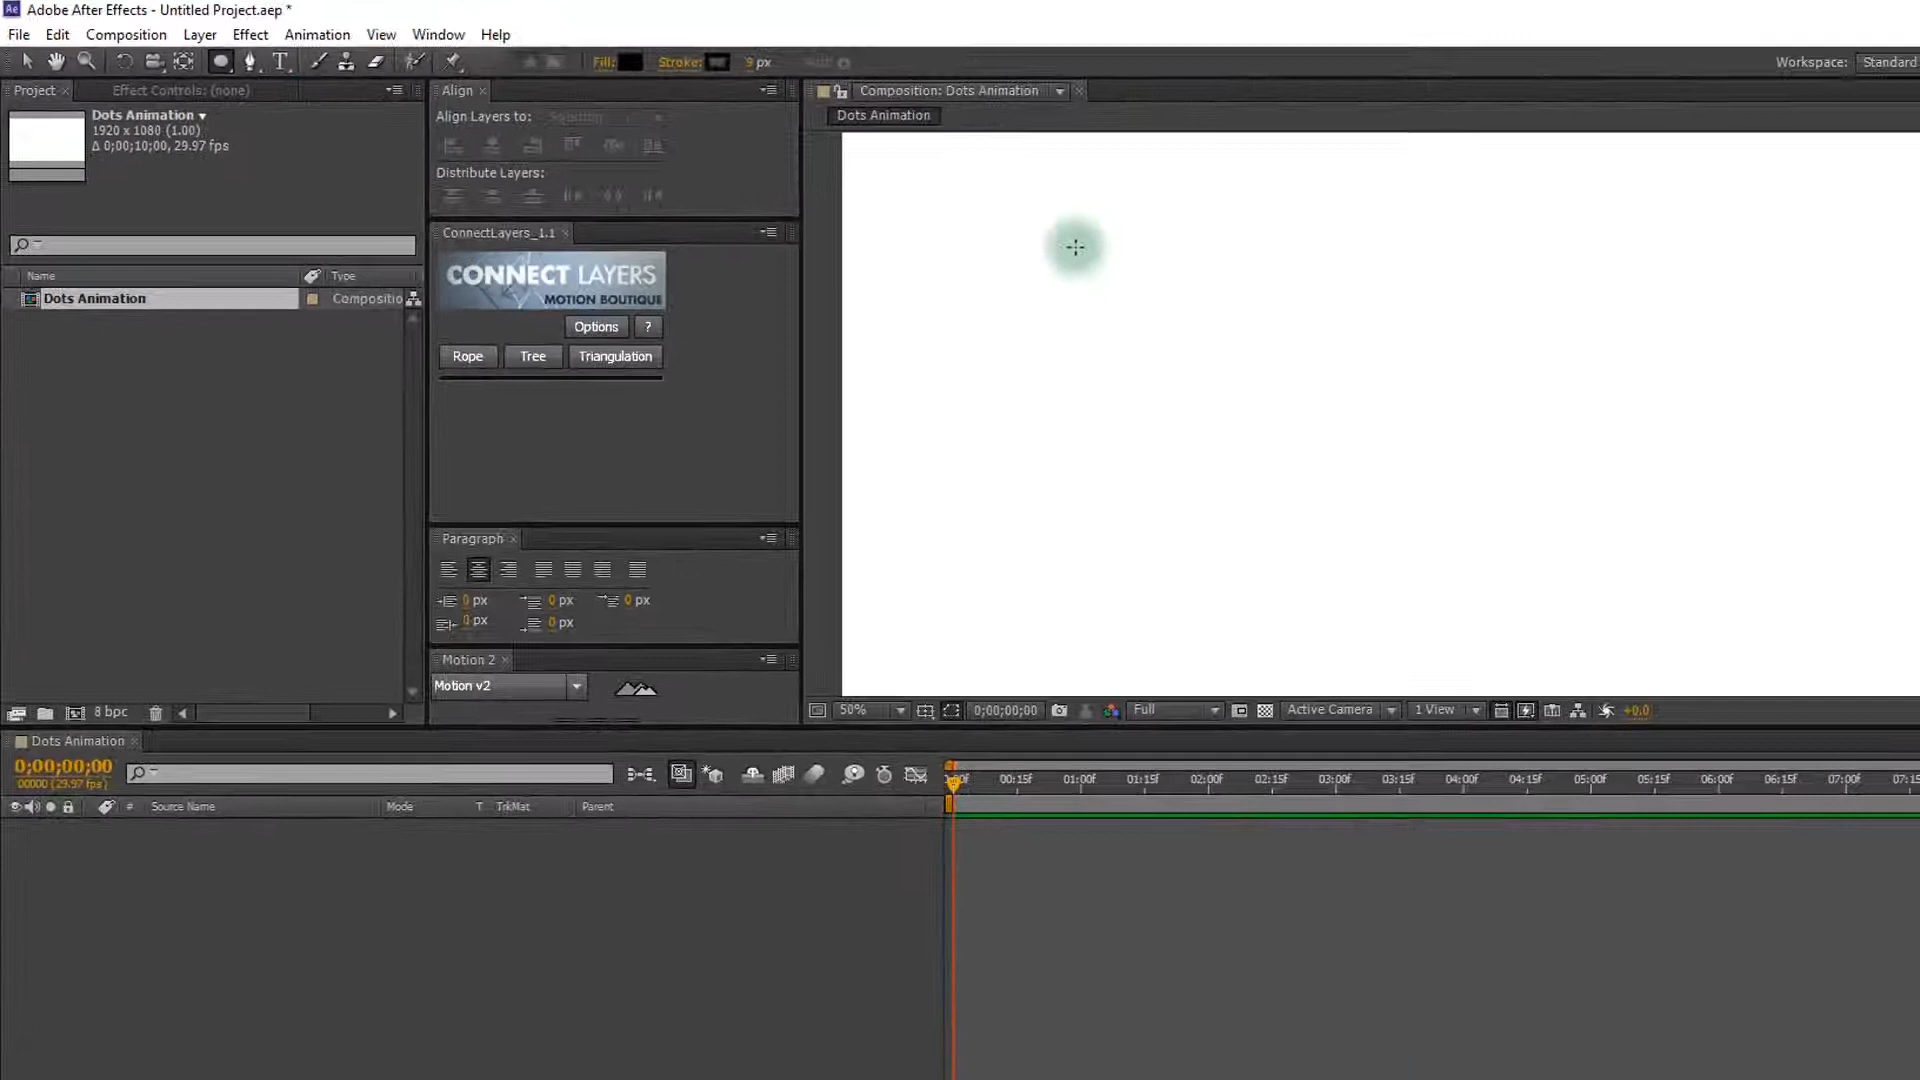 Ae Adobe After Effects - Untitled Project.aep *
File Edit Composition Layer Effect Animation View Window Help
Fill: Stroke: 9 px
Workspace: Standard
Project Effect Controls: (none)
Dots Animation
1920 x 1080 (1.00)
Δ 0;00;10;00, 29.97 fps
Name Type
Dots Animation Compositio
8 bpc
Align
Align Layers to:
Distribute Layers:
ConnectLayers_1.1
CONNECT LAYERS
MOTION BOUTIQUE
Options ?
Rope Tree Triangulation
Paragraph
0 px 0 px 0 px
0 px 0 px
Motion 2
Motion v2
Composition: Dots Animation
Dots Animation
50% 0;00;00;00 Full Active Camera 1 View +0.0
Dots Animation
0;00;00;00
00000 (29.97 fps)
# Source Name Mode T TrkMat Parent
00:15f 01:00f 01:15f 02:00f 02:15f 03:00f 03:15f 04:00f 04:15f 05:00f 05:15f 06:00f 06:15f 07:00f 07:15